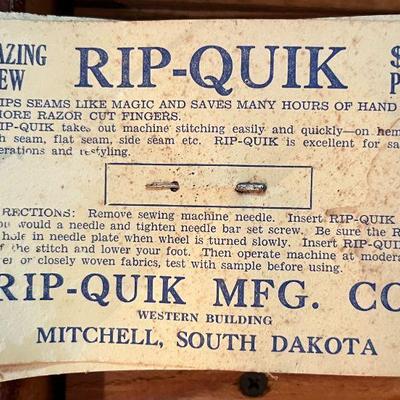 AZING RIP-QUIK $
EW P
IPS SEAMS LIKE MAGIC AND SAVES MANY HOURS OF HAND
MORE RAZOR CUT FINGERS.
IP-QUIK takes out machine stitching easily and quickly—on hem
h seam, flat seam, side seam etc. RIP-QUIK is excellent for sa
erations and restyling.
RECTIONS: Remove sewing machine needle. Insert RIP-QUIK
ou would a needle and tighten needle bar set screw. Be sure the R
hole in needle plate when wheel is turned slowly. Insert RIP-QUI
f the stitch and lower your foot. Then operate machine at moder
er or closely woven fabrics, test with sample before using.
RIP-QUIK MFG. CO
WESTERN BUILDING
MITCHELL, SOUTH DAKOTA